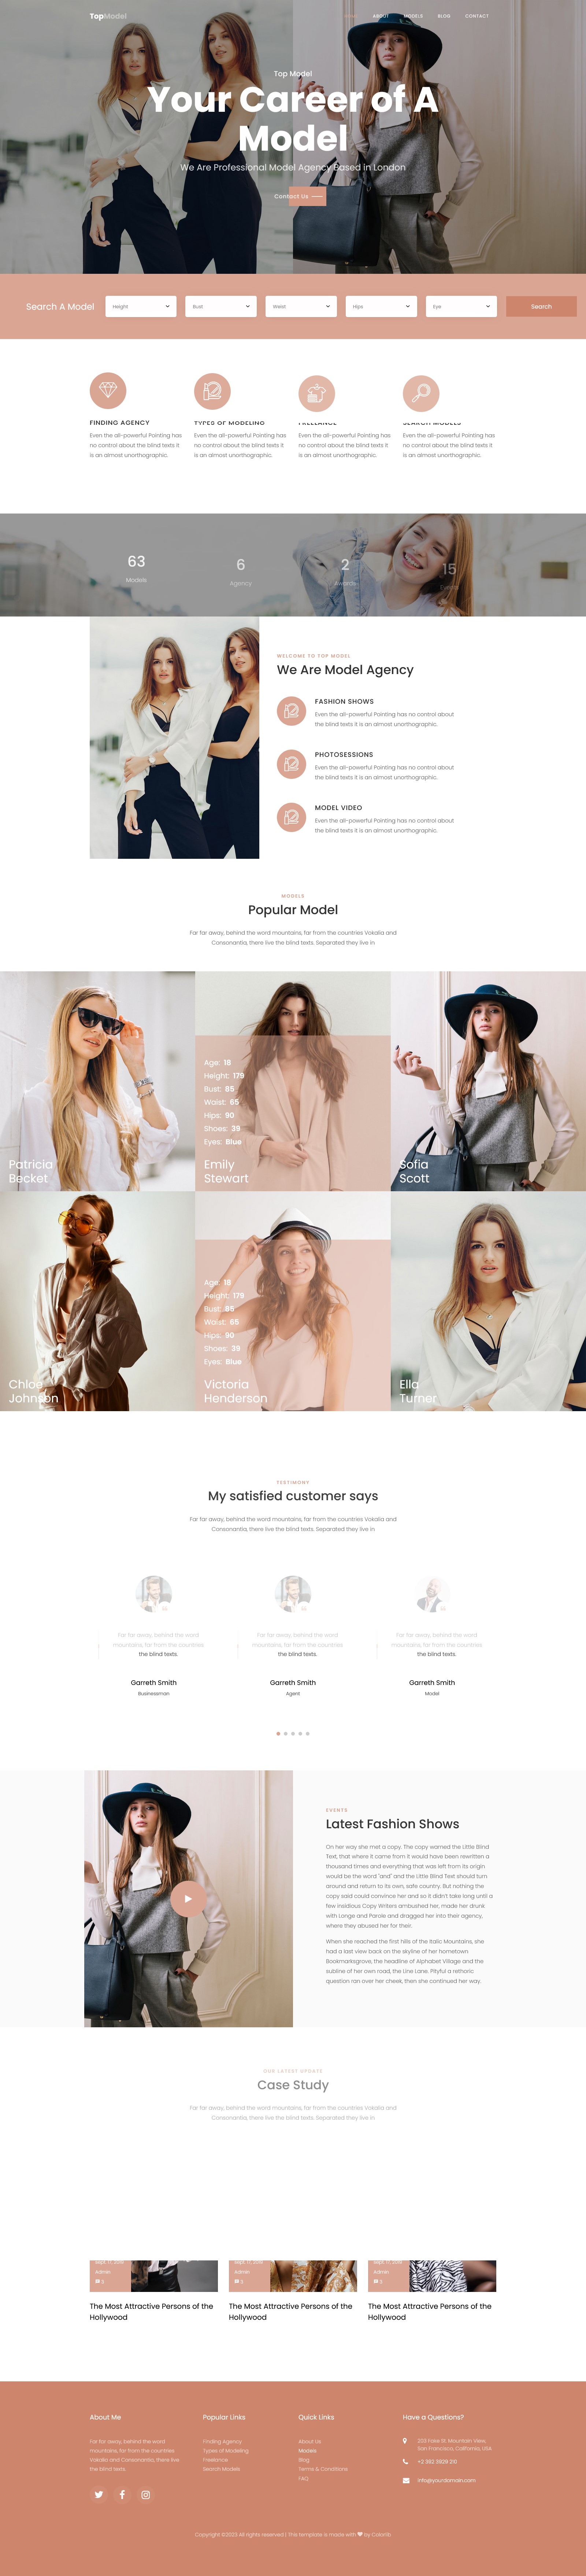 TopModel
ABOUT MODELS BLOG CONTACT
Top Model
Your Career of A
Model
We Are Professional Model Agency Based in London
Contact Us
Search A Model
Height
Bust
Waist
Hips
Eye
Search
FINDING AGENCY
Even the all-powerful Pointing has
no control about the blind texts it
is an almost unorthographic.
TYPES OF MODELING
Even the all-powerful Pointing has
no control about the blind texts it
is an almost unorthographic.
FREELANCE
Even the all-powerful Pointing has
no control about the blind texts it
is an almost unorthographic.
SEARCH MODELS
Even the all-powerful Pointing has
no control about the blind texts it
is an almost unorthographic.
63
Models
6
Agency
2
Awards
15
WELCOME TO TOP MODEL
We Are Model Agency
FASHION SHOWS
Even the all-powerful Pointing has no control about
the blind texts it is an almost unorthographic.
PHOTOSESSIONS
Even the all-powerful Pointing has no control about
the blind texts it is an almost unorthographic.
MODEL VIDEO
Even the all-powerful Pointing has no control about
the blind texts it is an almost unorthographic.
MODELS
Popular Model
Far far away, behind the word mountains, far from the countries Vokalia and
Consonantia, there live the blind texts. Separated they live in
Patricia
Becket
Age: 18
Height: 179
Bust: 85
Waist: 65
Hips: 90
Shoes: 39
Eyes: Blue
Emily
Stewart
Sofia
Scott
Chloe
Johnson
Age: 18
Height: 179
Bust: 85
Waist: 65
Hips: 90
Shoes: 39
Eyes: Blue
Victoria
Henderson
Ella
Turner
TESTIMONY
My satisfied customer says
Far far away, behind the word mountains, far from the countries Vokalia and
Consonantia, there live the blind texts. Separated they live in
Far far away, behind the word
mountains, far from the countries
the blind texts.
Garreth Smith
Businessman
Far far away, behind the word
mountains, far from the countries
the blind texts.
Garreth Smith
Agent
Far far away, behind the word
mountains, far from the countries
the blind texts.
Garreth Smith
Model
EVENTS
Latest Fashion Shows
On her way she met a copy. The copy warned the Little Blind
Text, that where it came from it would have been rewritten a
thousand times and everything that was left from its origin
would be the word "and" and the Little Blind Text should turn
around and return to its own, safe country. But nothing the
copy said could convince her and so it didn't take long until a
few insidious Copy Writers ambushed her, made her drunk
with Longe and Parole and dragged her into their agency,
where they abused her for their.
When she reached the first hills of the Italic Mountains, she
had a last view back on the skyline of her hometown
Bookmarksgrove, the headline of Alphabet Village and the
subline of her own road, the Line Lane. Pityful a rethoric
question ran over her cheek, then she continued her way.
OUR LATEST UPDATE
Case Study
Far far away, behind the word mountains, far from the countries Vokalia and
Consonantia, there live the blind texts. Separated they live in
Sept. 17, 2019
Admin
3
The Most Attractive Persons of the
Hollywood
Sept. 17, 2019
Admin
3
The Most Attractive Persons of the
Hollywood
Sept. 17, 2019
Admin
3
The Most Attractive Persons of the
Hollywood
About Me
Far far away, behind the word
mountains, far from the countries
Vokalia and Consonantia, there live
the blind texts.
Popular Links
Finding Agency
Types of Modeling
Freelance
Search Models
Quick Links
About Us
Models
Blog
Terms & Conditions
FAQ
Have a Questions?
203 Fake St. Mountain View,
San Francisco, California, USA
+2 392 3929 210
info@yourdomain.com
Copyright ©2023 All rights reserved | This template is made with by Colorlib